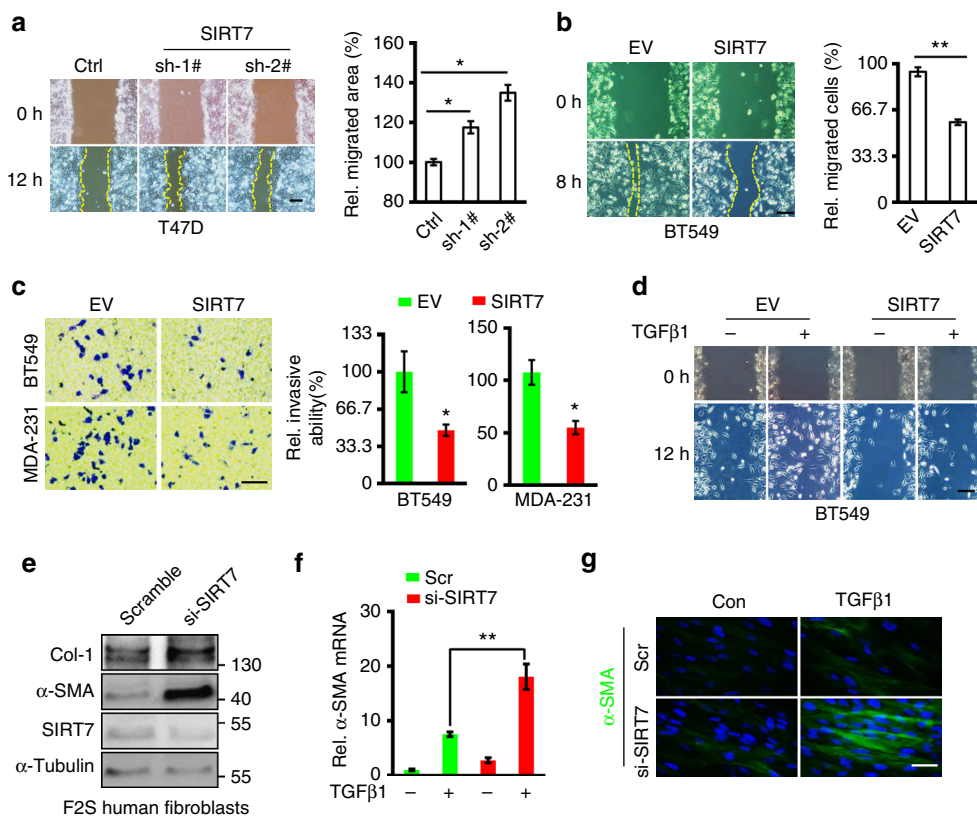 a
SIRT7
Ctrl
sh-1#
sh-2#
0 h
12 h
T47D
Rel. migrated area (%)
140
120
100
80
*
*
Ctrl
sh-1#
sh-2#
b
EV
SIRT7
0 h
8 h
BT549
Rel. migrated cells (%)
100
66.7
33.3
0
**
EV
SIRT7
c
EV
SIRT7
BT549
MDA-231
EV
SIRT7
Rel. invasive
ability(%)
133
100
66.7
33.3
0
*
BT549
150
100
50
0
*
MDA-231
d
EV
SIRT7
TGFβ1
–
+
–
+
0 h
12 h
BT549
e
Scramble
si-SIRT7
Col-1
130
α-SMA
40
SIRT7
55
α-Tubulin
55
F2S human fibroblasts
f
Scr
si-SIRT7
Rel. α-SMA mRNA
30
20
10
0
**
TGFβ1
–
+
–
+
g
Con
TGFβ1
α-SMA
Scr
si-SIRT7